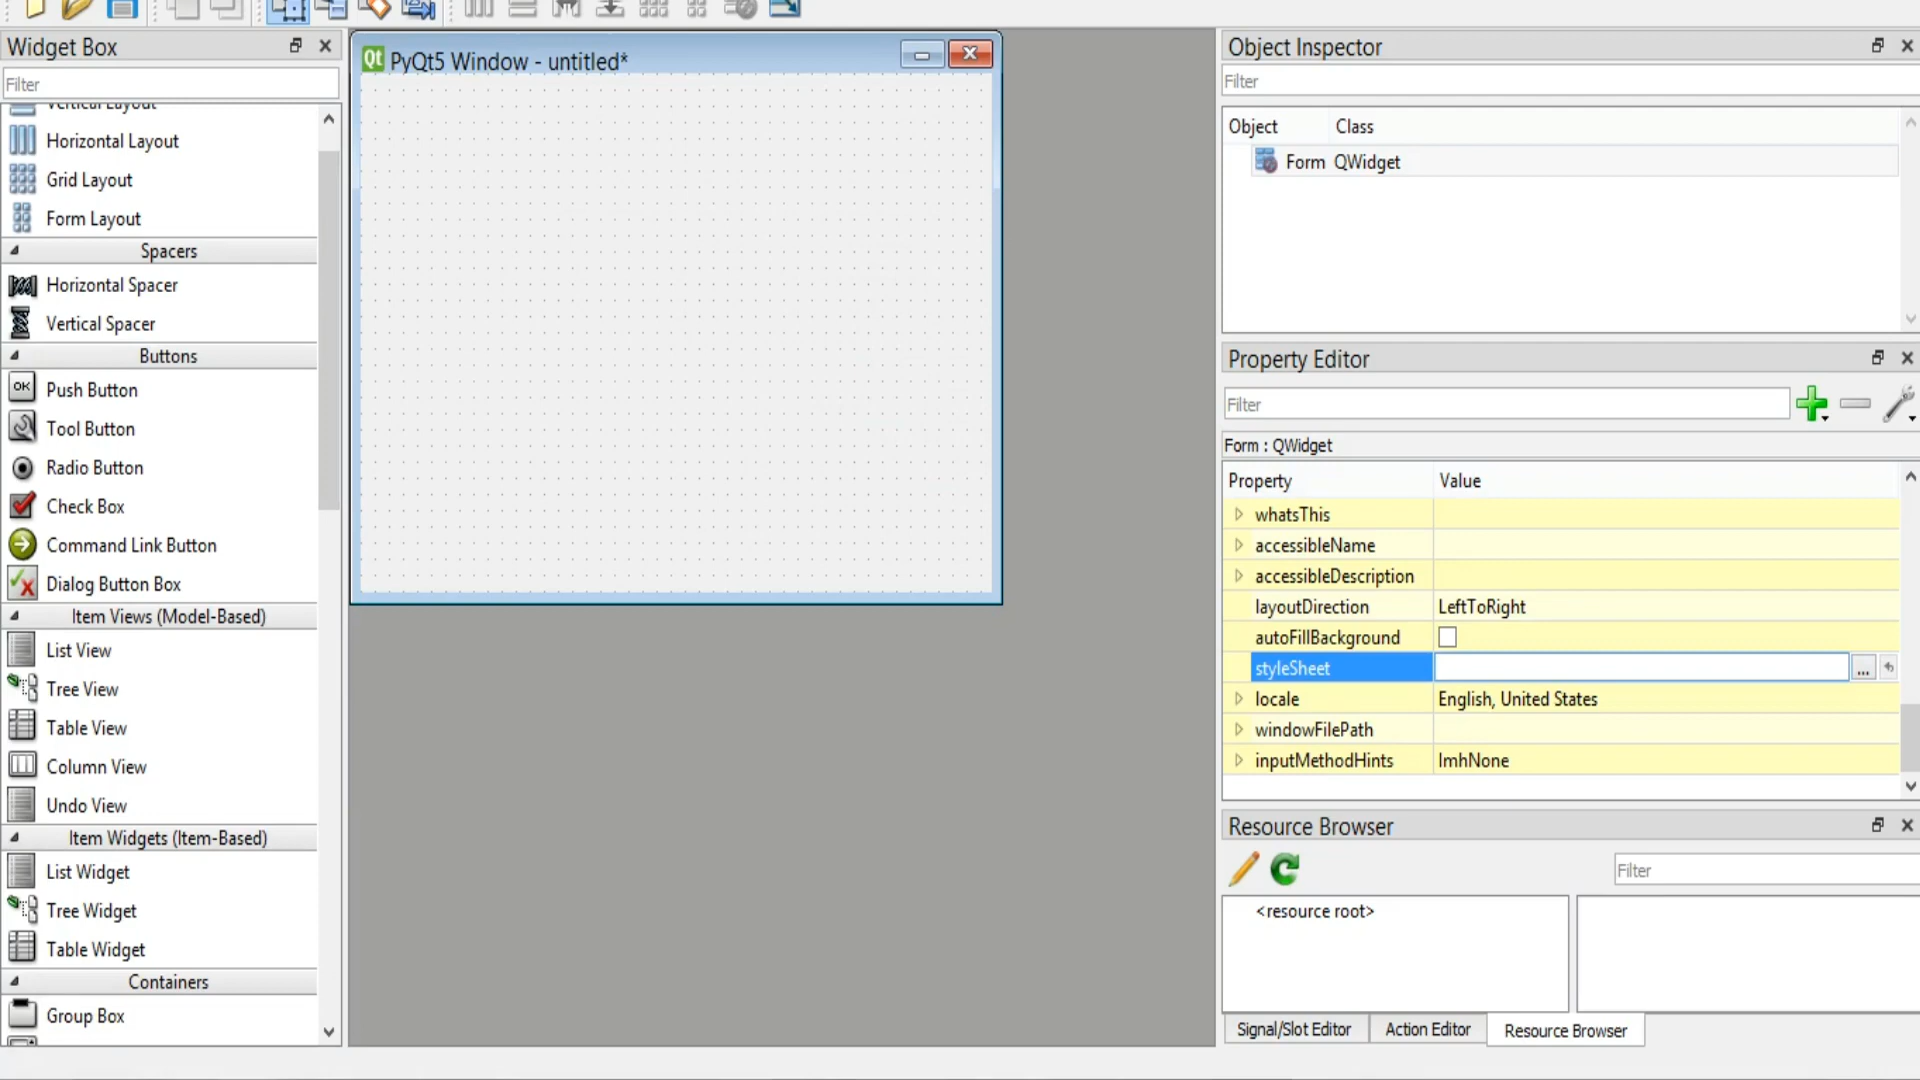 Widget Box
Filter
Vertical Layout
Horizontal Layout
Grid Layout
Form Layout
Spacers
Horizontal Spacer
Vertical Spacer
Buttons
OK
Push Button
Tool Button
Radio Button
Check Box
Command Link Button
Dialog Button Box
Item Views (Model-Based)
List View
Tree View
Table View
Column View
Undo View
Item Widgets (Item-Based)
List Widget
Tree Widget
Table Widget
Containers
Group Box
Qt PyQt5 Window - untitled*
Object Inspector
Filter
Object Class
Form QWidget
Property Editor
Filter
Form : QWidget
Property Value
whatsThis
accessibleName
accessibleDescription
layoutDirection LeftToRight
autoFillBackground
styleSheet ...
locale English, United States
windowFilePath
inputMethodHints ImhNone
Resource Browser
Filter
<resource root>
Signal/Slot Editor Action Editor Resource Browser